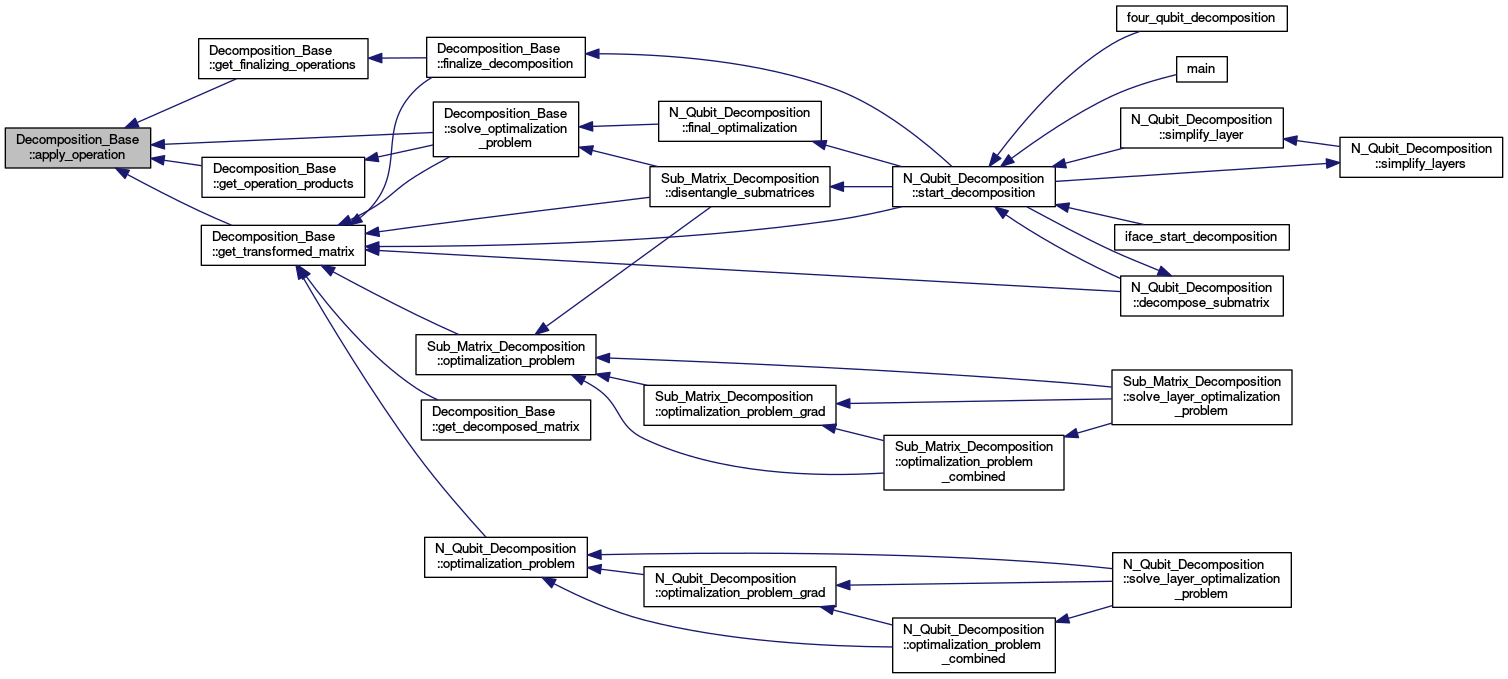 Decomposition_Base
::apply_operation
Decomposition_Base
::get_finalizing_operations
Decomposition_Base
::finalize_decomposition
Decomposition_Base
::solve_optimalization
_problem
Decomposition_Base
::get_operation_products
Decomposition_Base
::get_transformed_matrix
N_Qubit_Decomposition
::final_optimalization
Sub_Matrix_Decomposition
::disentangle_submatrices
N_Qubit_Decomposition
::start_decomposition
four_qubit_decomposition
main
N_Qubit_Decomposition
::simplify_layer
N_Qubit_Decomposition
::simplify_layers
iface_start_decomposition
N_Qubit_Decomposition
::decompose_submatrix
Sub_Matrix_Decomposition
::optimalization_problem
Decomposition_Base
::get_decomposed_matrix
Sub_Matrix_Decomposition
::optimalization_problem_grad
Sub_Matrix_Decomposition
::optimalization_problem
_combined
Sub_Matrix_Decomposition
::solve_layer_optimalization
_problem
N_Qubit_Decomposition
::optimalization_problem
N_Qubit_Decomposition
::optimalization_problem_grad
N_Qubit_Decomposition
::optimalization_problem
_combined
N_Qubit_Decomposition
::solve_layer_optimalization
_problem